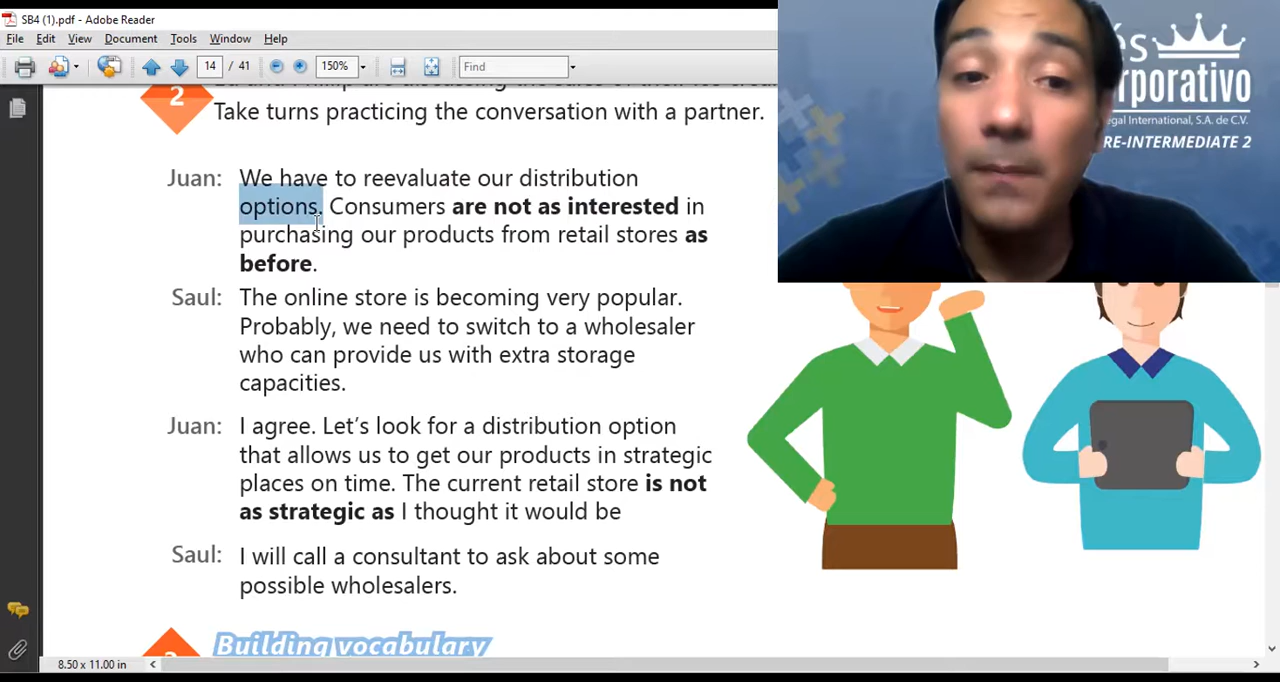 SB4 (1).pdf - Adobe Reader
File Edit View Document Tools Window Help
14 / 41 150% Find
2
Take turns practicing the conversation with a partner.
Juan: We have to reevaluate our distribution
options. Consumers are not as interested in
purchasing our products from retail stores as
before.
Saul: The online store is becoming very popular.
Probably, we need to switch to a wholesaler
who can provide us with extra storage
capacities.
Juan: I agree. Let's look for a distribution option
that allows us to get our products in strategic
places on time. The current retail store is not
as strategic as I thought it would be
Saul: I will call a consultant to ask about some
possible wholesalers.
Building vocabulary
8.50 x 11.00 in
és
orporativo
egal International, S.A. de C.V.
RE-INTERMEDIATE 2